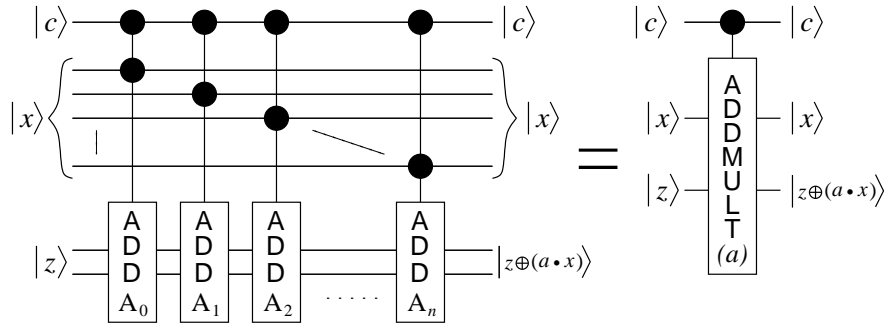 |c⟩ |c⟩ |c⟩ |c⟩
|x⟩ |x⟩ = |x⟩ |x⟩
ADDMULT (a)
|z⟩ ADD A₀ ADD A₁ ADD A₂ ..... ADD Aₙ |z⊕(a•x)⟩
|z⟩ |z⊕(a•x)⟩